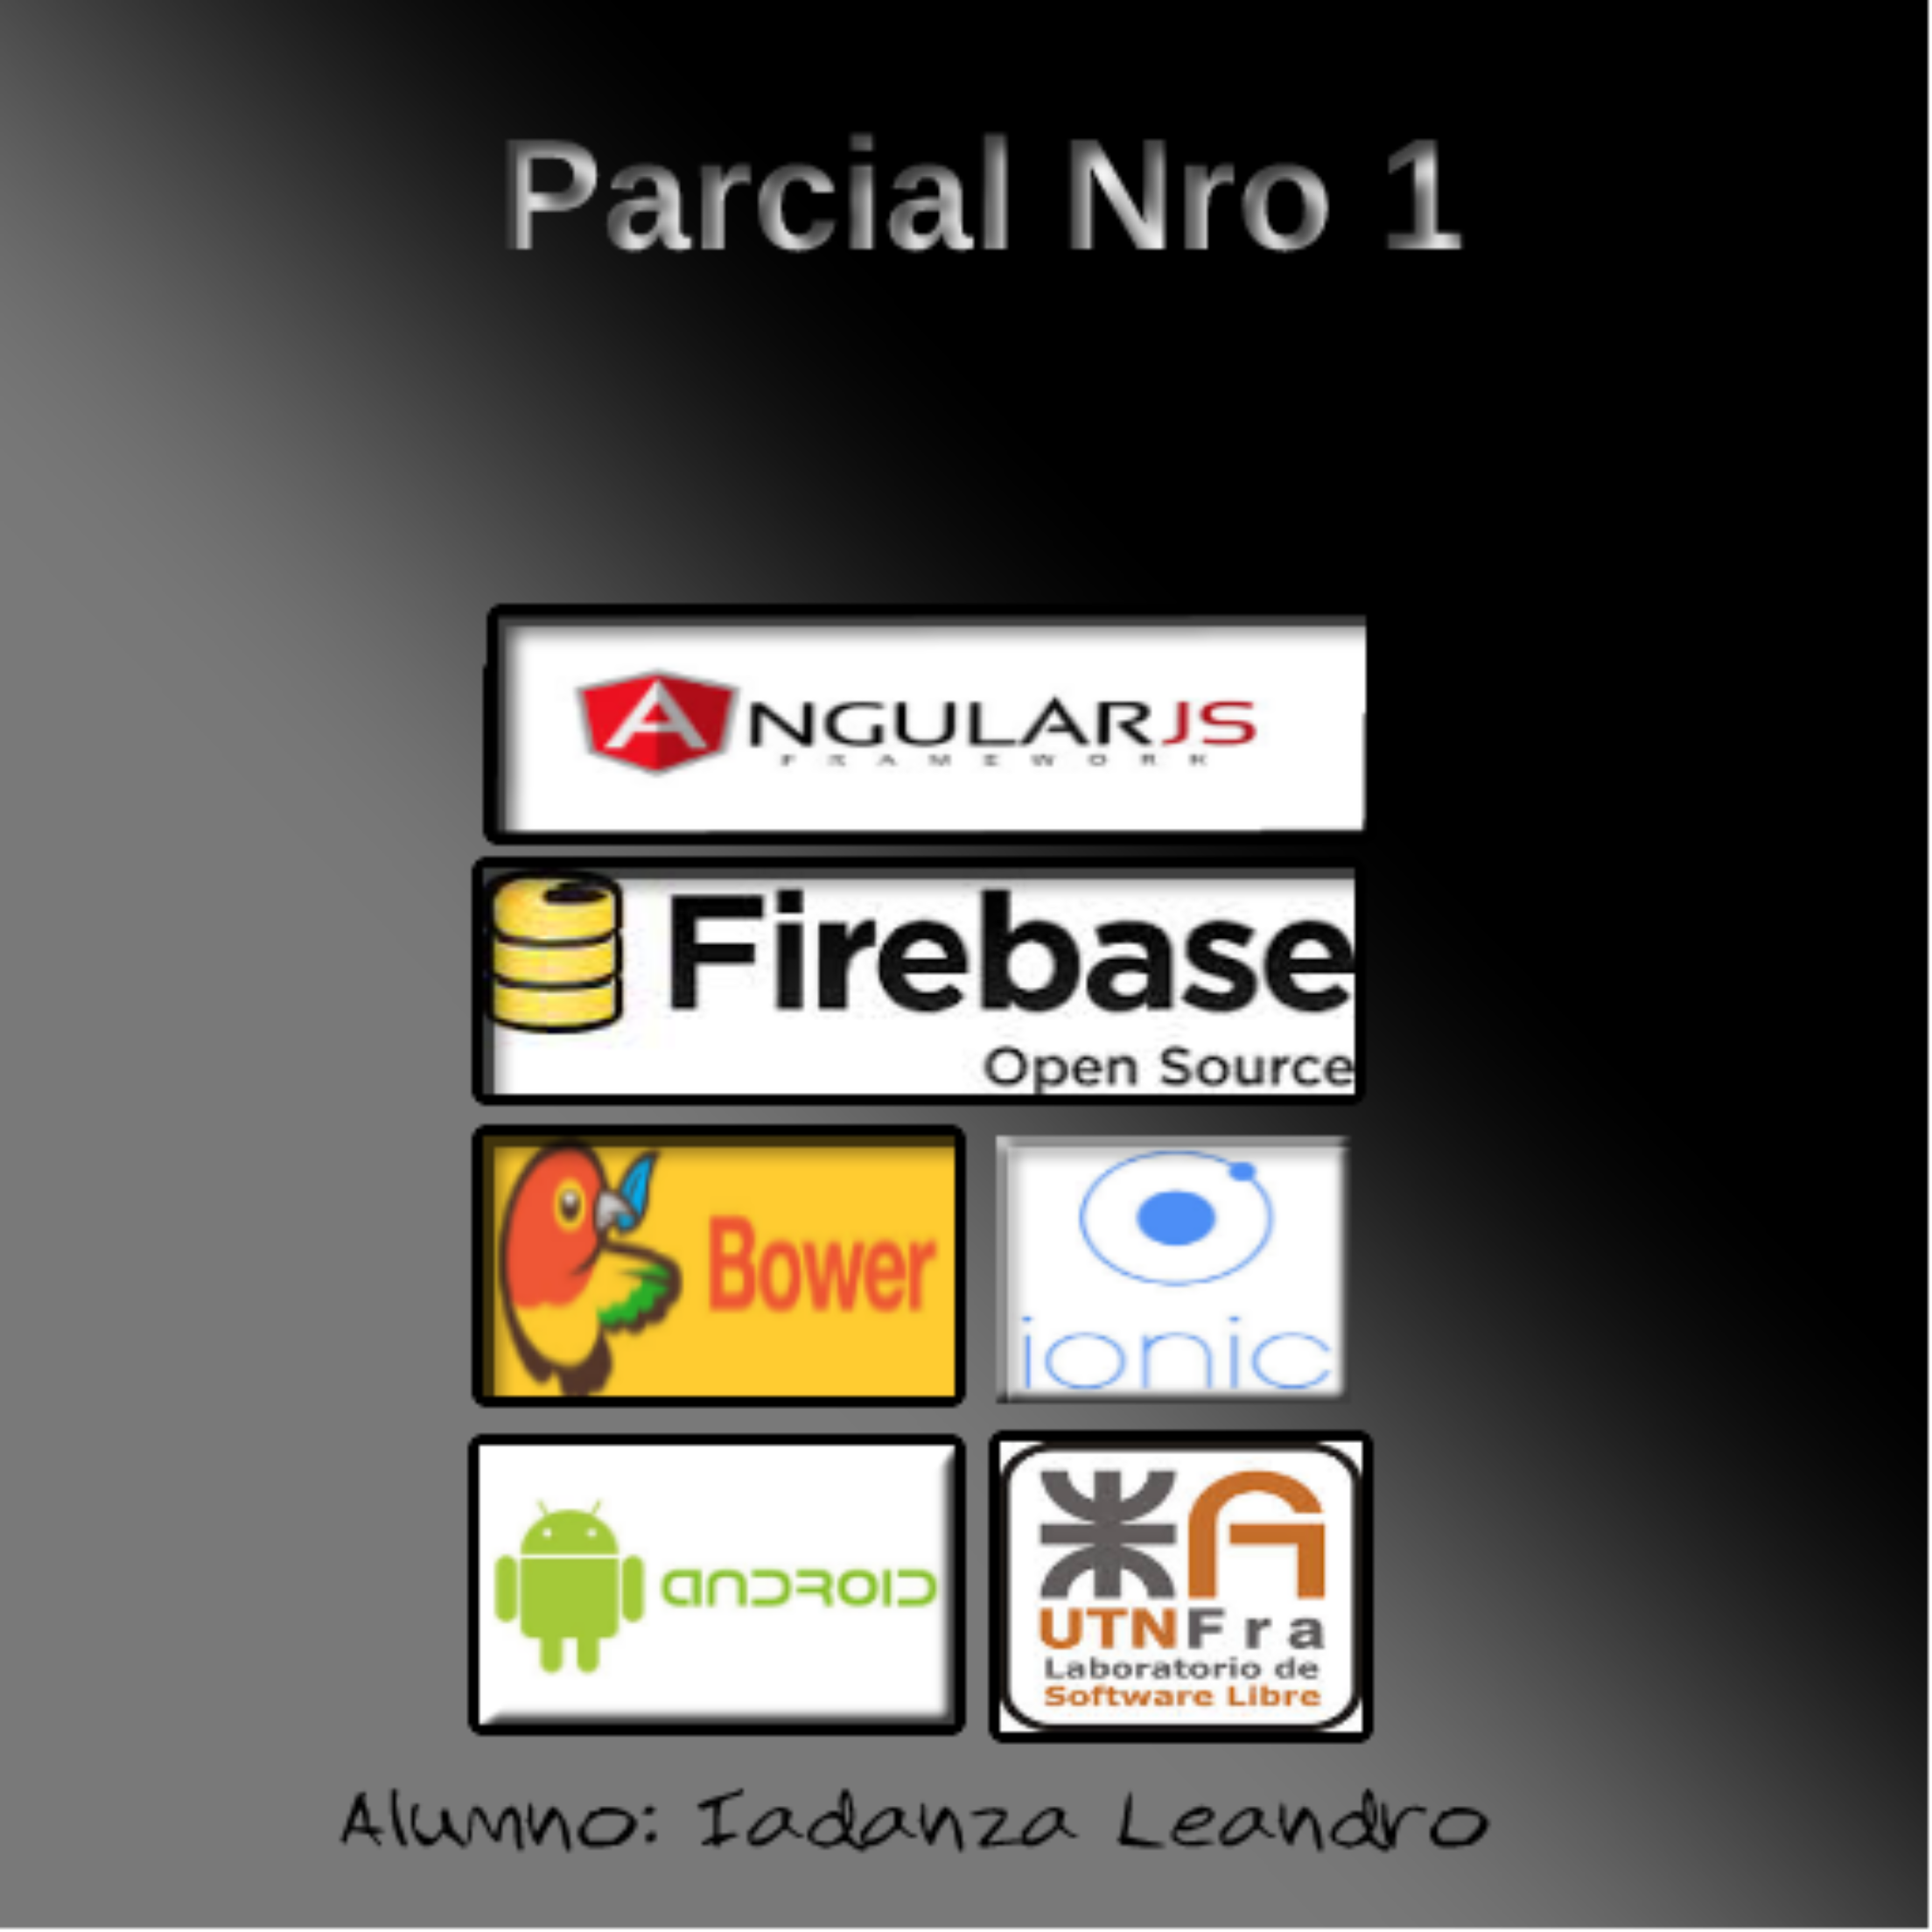 Parcial Nro 1
ANGULARJS
FRAMEWORK
Firebase
Open Source
Bower
ionic
ANDROID
UTNFra
Laboratorio de
Software Libre
Alumno: Iadanza Leandro